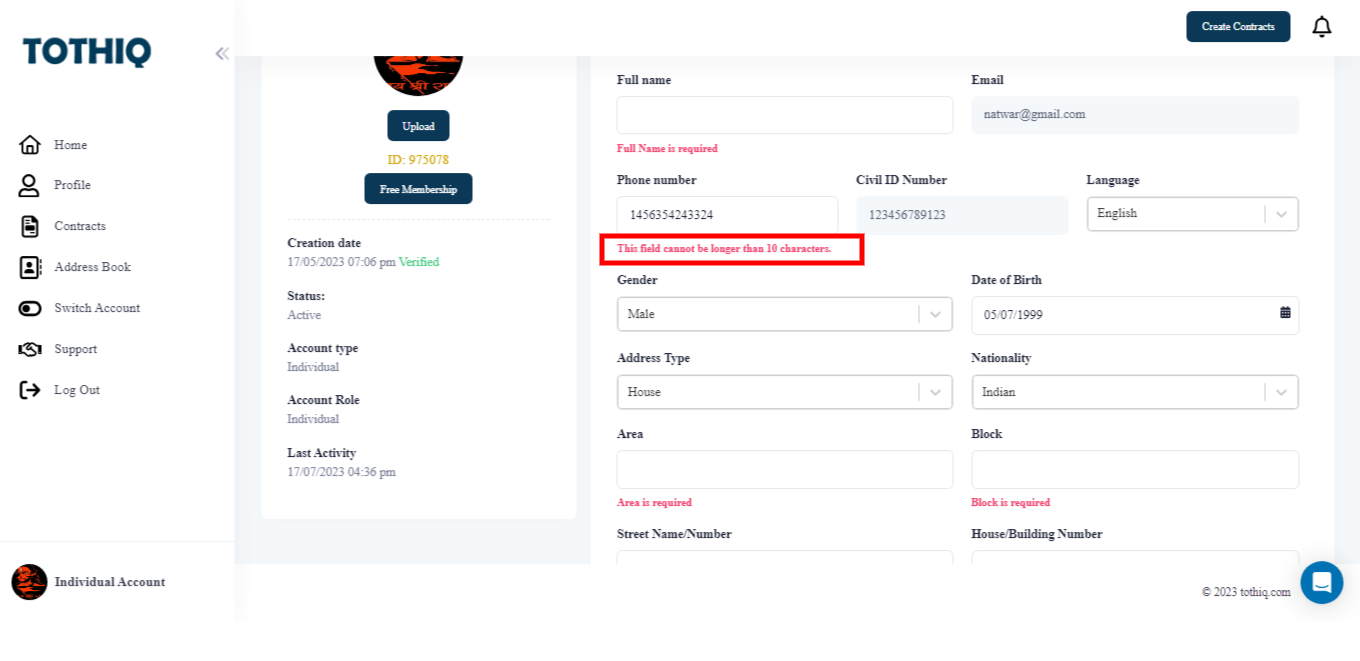 TOTHIQ
Create Contracts
Home
Profile
Contracts
Address Book
Switch Account
Support
Log Out
Individual Account
Upload
ID: 975078
Free Membership
Creation date
17/05/2023 07:06 pm Verified
Status:
Active
Account type
Individual
Account Role
Individual
Last Activity
17/07/2023 04:36 pm
Full name
Email
natwar@gmail.com
Full Name is required
Phone number
Civil ID Number
Language
1456354243324
123456789123
English
This field cannot be longer than 10 characters.
Gender
Date of Birth
Male
05/07/1999
Address Type
Nationality
House
Indian
Area
Block
Area is required
Block is required
Street Name/Number
House/Building Number
© 2023 tothiq.com